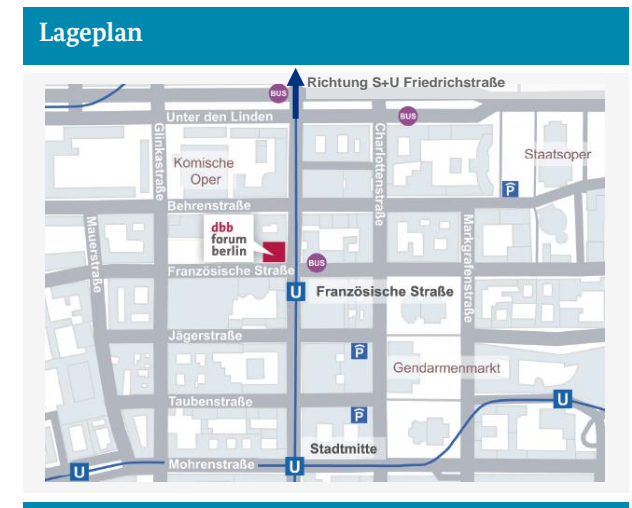 Lageplan
Richtung S+U Friedrichstraße
BUS
BUS
Unter den Linden
Glinkastraße
Charlottenstraße
Komische
Oper
Staatsoper
P
Behrenstraße
Mauerstraße
dbb
forum
berlin
Markgrafenstraße
BUS
Französische Straße
U Französische Straße
Jägerstraße
P
Gendarmenmarkt
Taubenstraße
P
U
Stadtmitte
U
Mohrenstraße
U